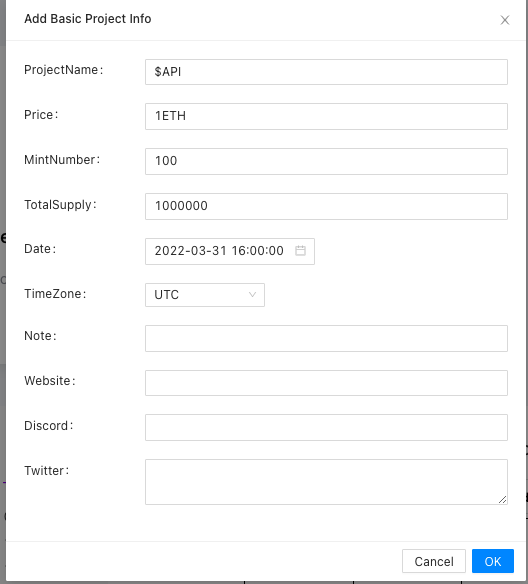 Add Basic Project Info
ProjectName: $API
Price: 1ETH
MintNumber: 100
TotalSupply: 1000000
Date: 2022-03-31 16:00:00
TimeZone: UTC
Note:
Website:
Discord:
Twitter:
Cancel OK